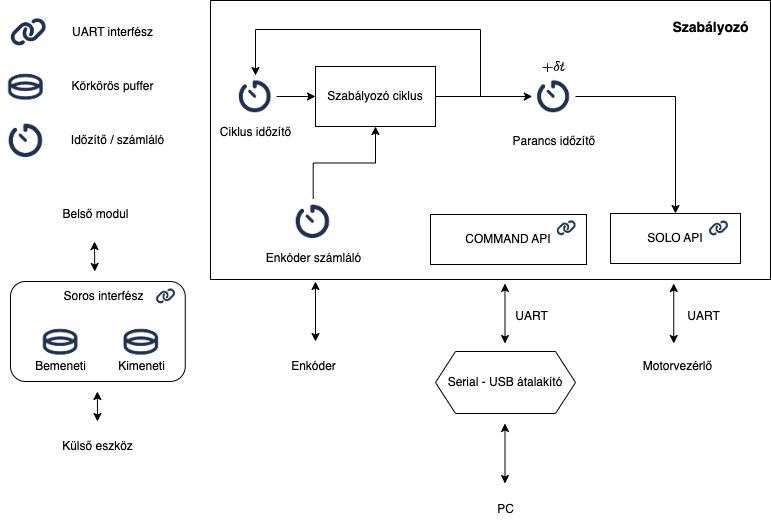 UART interfész
Körkörös puffer
Időzítő / számláló
Szabályozó
+δt
Ciklus időzítő
Szabályozó ciklus
Parancs időzítő
Belső modul
Enkóder számláló
COMMAND API
SOLO API
Soros interfész
Bemeneti
Kimeneti
UART
UART
Enkóder
Motorvezérlő
Serial - USB átalakító
Külső eszköz
PC